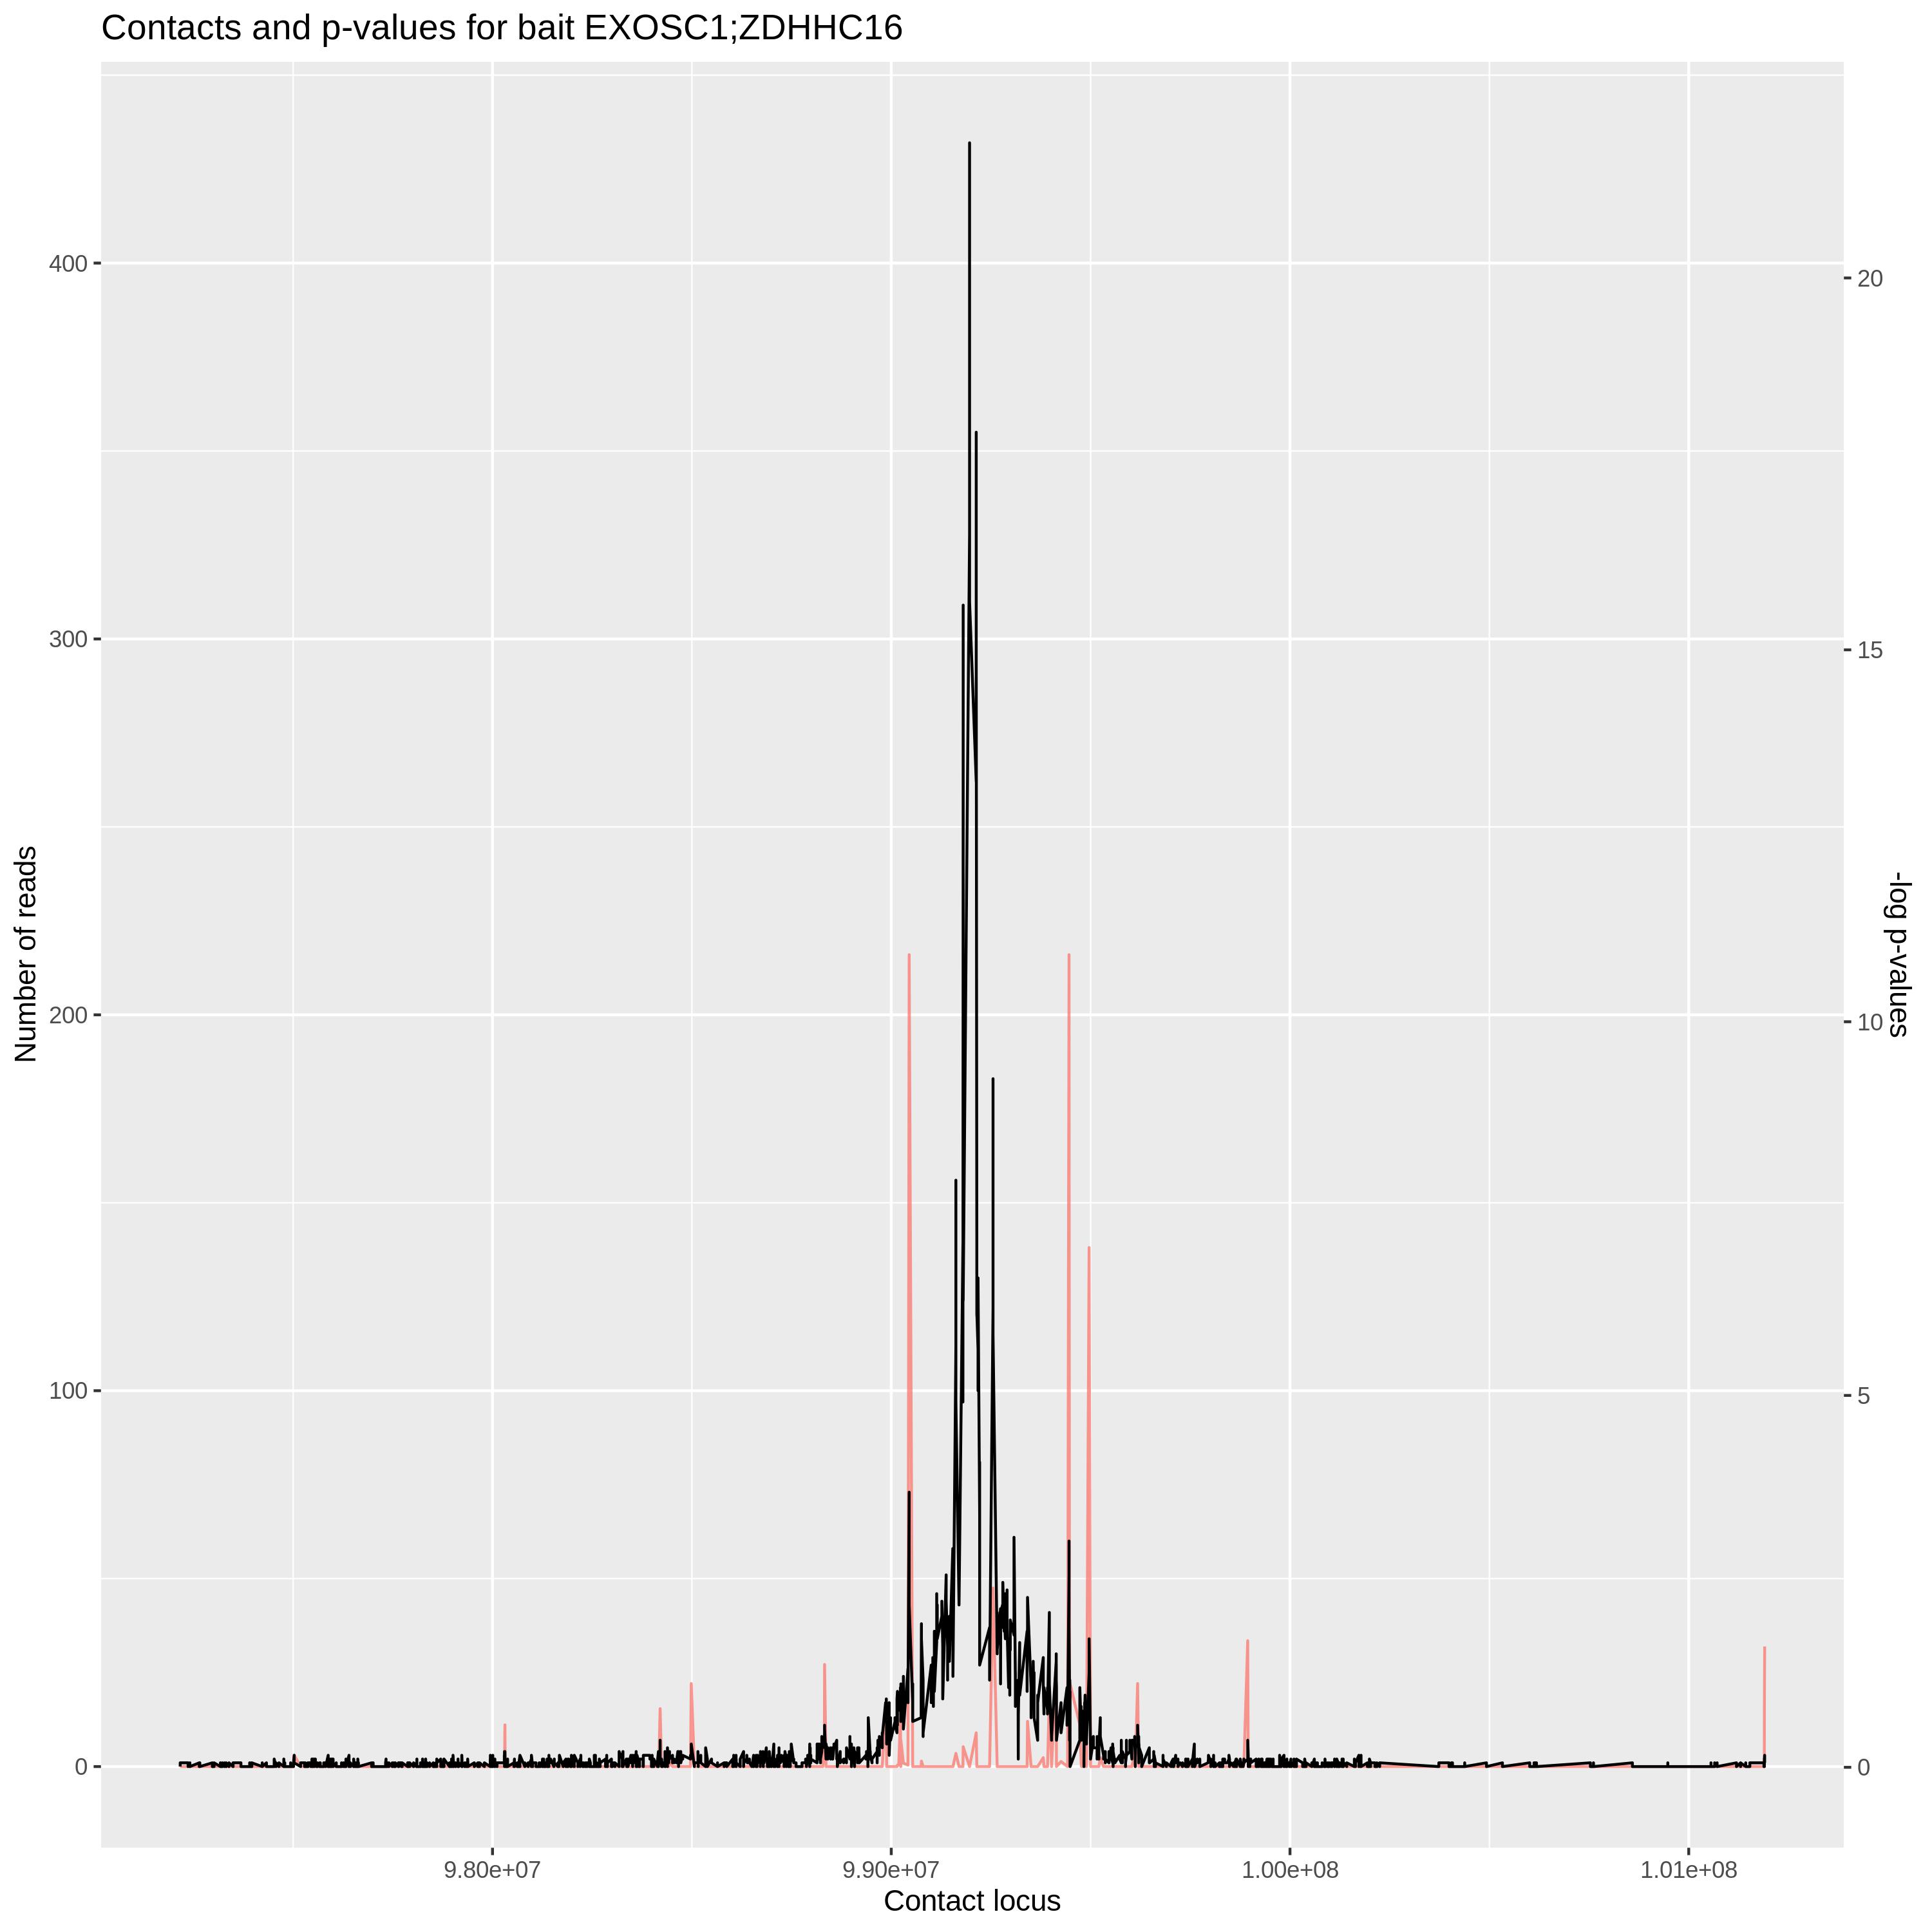 Contacts and p-values for bait EXOSC1;ZDHHC16
400
300
200
100
0
Number of reads
20
15
10
5
0
-log p-values
9.80e+07
9.90e+07
1.00e+08
1.01e+08
Contact locus